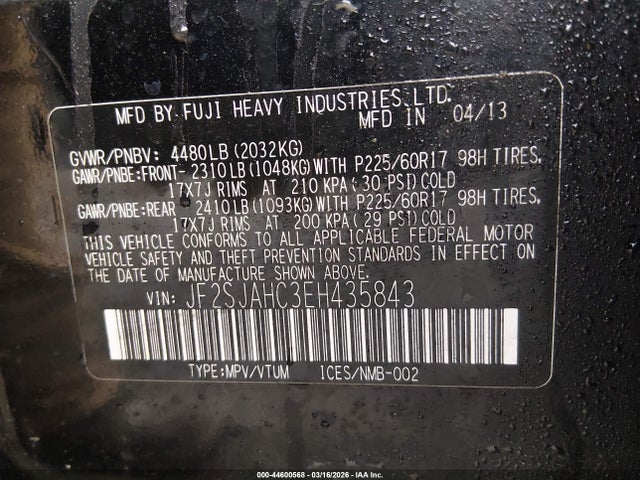 MFD BY FUJI HEAVY INDUSTRIES LTD.
MFD IN 04/13
GVWR/PNBV: 4480LB (2032KG)
GAWR/PNBE:FRONT- 2310LB (1048KG)WITH P225/60R17 98H TIRES,
17X7J RIMS AT 210 KPA (30 PSI)COLD
GAWR/PNBE:REAR 2410LB (1093KG)WITH P225/60R17 98H TIRES,
17X7J RIMS AT 200 KPA (29 PSI)COLD
THIS VEHICLE CONFORMS TO ALL APPLICABLE FEDERAL MOTOR
VEHICLE SAFETY AND THEFT PREVENTION STANDARDS IN EFFECT ON
THE DATE OF MANUFACTURE SHOWN ABOVE.
VIN: JF2SJAHC3EH435843
TYPE:MPV/VTUM ICES/NMB-002
000-44600568 - 03/16/2026 - IAA Inc.